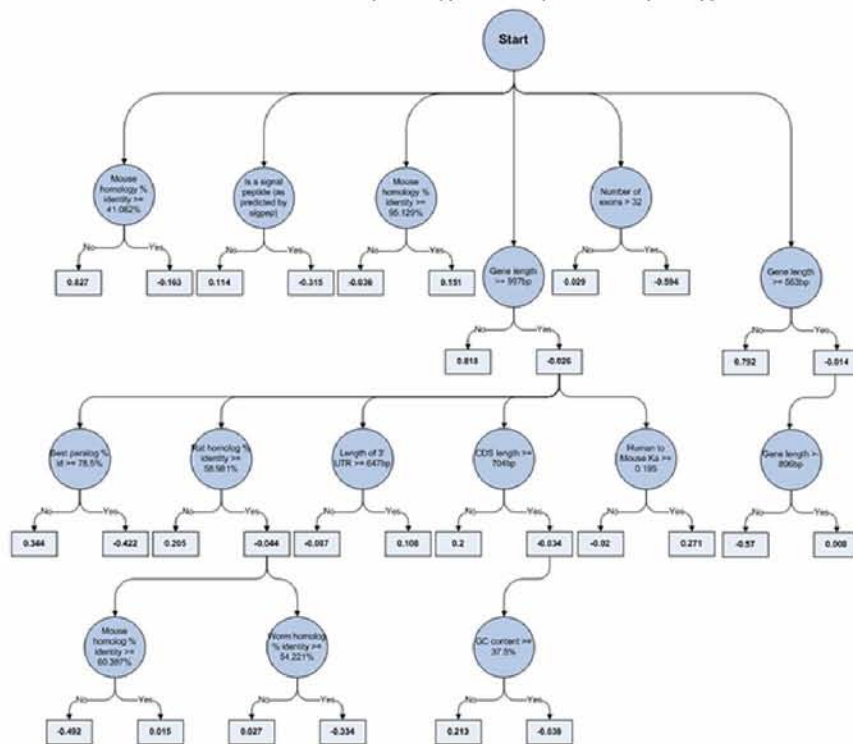 Start
Mouse
homology %
identity >=
41.082%
Is a signal
peptide (as
predicted by
sigpep)
Mouse
homology %
identity >=
95.129%
Number of
exons > 32
Gene length
>= 997bp
Gene length
>= 563bp
No
Yes
No
Yes
No
Yes
No
Yes
0.827
-0.163
0.114
-0.315
-0.036
0.151
0.029
-0.594
No
Yes
No
Yes
0.818
-0.026
0.792
-0.014
Best paralog %
id >= 78.5%
Rat homolog %
identity >=
58.981%
Length of 3'
UTR >= 647bp
CDS length >=
704bp
Human to
Mouse Ka >=
0.195
Gene length >
896bp
No
Yes
No
Yes
No
Yes
No
Yes
No
Yes
No
Yes
0.344
-0.422
0.205
-0.044
-0.087
0.108
0.2
-0.034
-0.02
0.271
-0.57
0.008
Mouse
homolog %
identity >=
60.387%
Worm homolog
% identity >=
54.221%
GC content >=
37.5%
No
Yes
No
Yes
No
Yes
-0.492
0.015
0.027
-0.334
0.213
-0.039